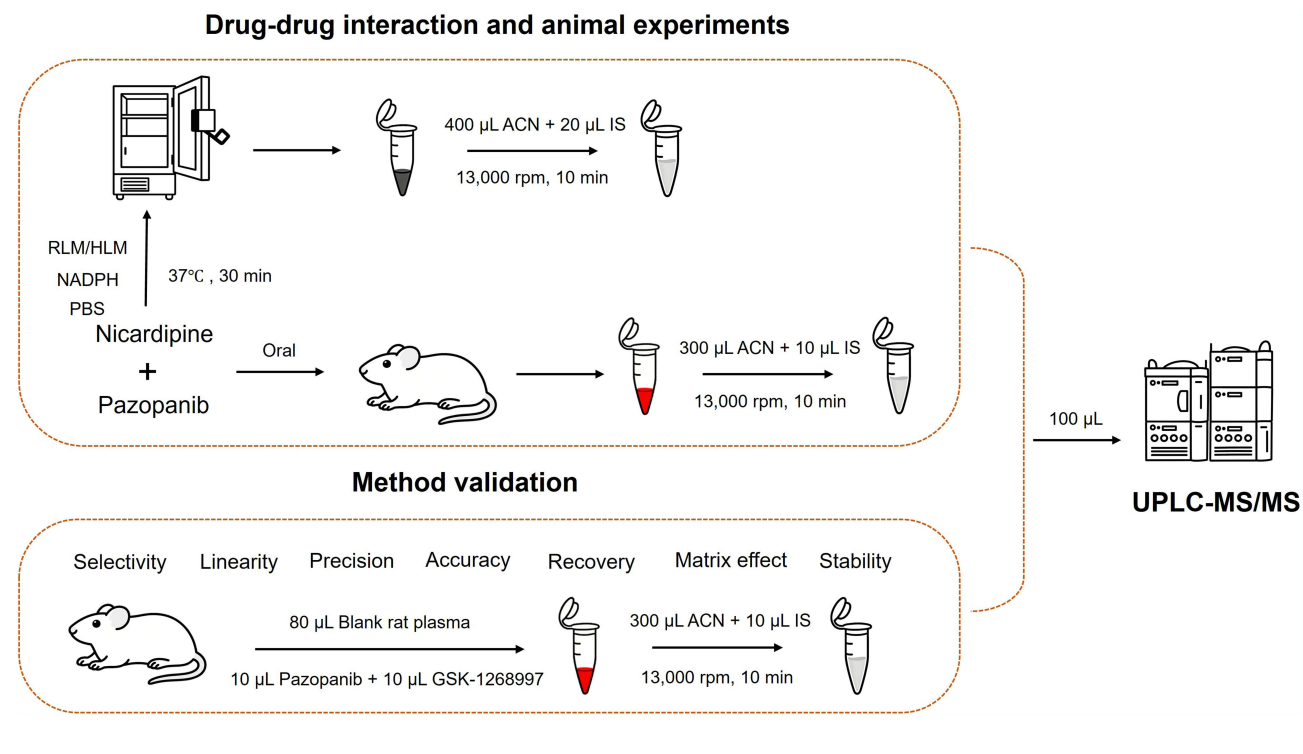 Drug-drug interaction and animal experiments
400 µL ACN + 20 µL IS
13,000 rpm, 10 min
RLM/HLM
NADPH
PBS
37℃ , 30 min
Nicardipine
+
Pazopanib
Oral
300 µL ACN + 10 µL IS
13,000 rpm, 10 min
100 µL
UPLC-MS/MS
Method validation
Selectivity Linearity Precision Accuracy Recovery Matrix effect Stability
80 µL Blank rat plasma
10 µL Pazopanib + 10 µL GSK-1268997
300 µL ACN + 10 µL IS
13,000 rpm, 10 min